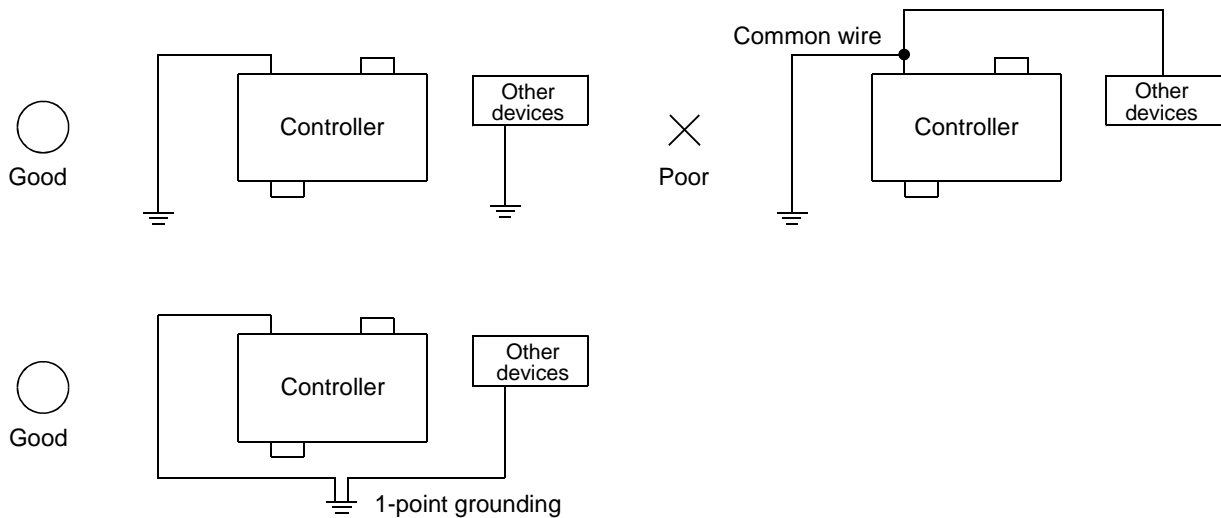 Controller
Other
devices
Good
Common wire
Controller
Other
devices
Poor
Controller
Other
devices
Good
1-point grounding